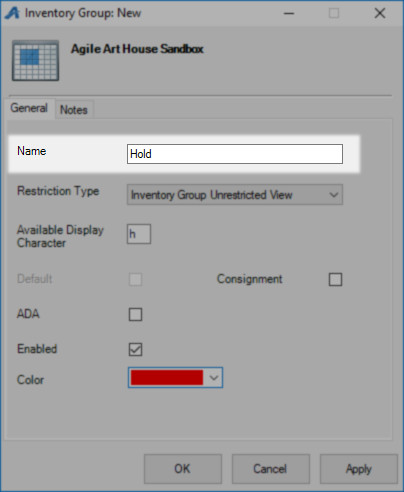 Inventory Group: New
Agile Art House Sandbox
General Notes
Name Hold
Restriction Type Inventory Group Unrestricted View
Available Display
Character h
Default Consignment
ADA
Enabled
Color
OK Cancel Apply